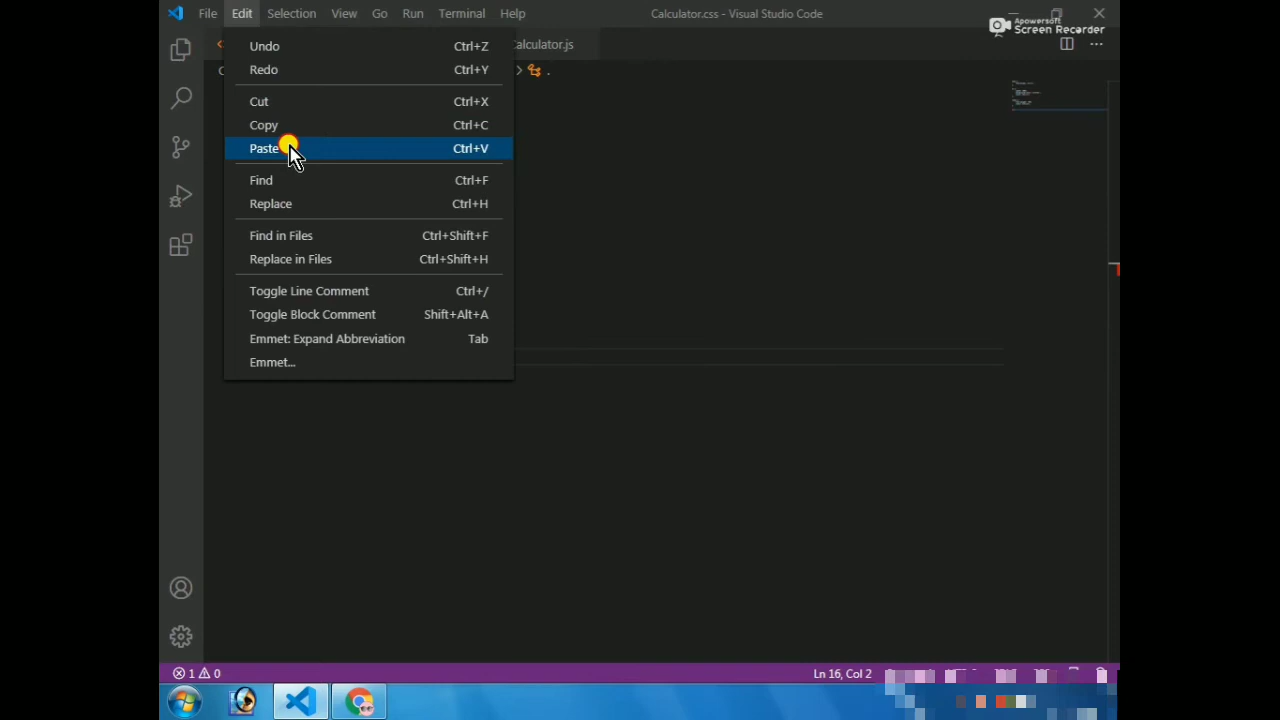 File Edit Selection View Go Run Terminal Help Calculator.css - Visual Studio Code
Apowersoft
Screen Recorder
Calculator.js
Undo Ctrl+Z
Redo Ctrl+Y
Cut Ctrl+X
Copy Ctrl+C
Paste Ctrl+V
Find Ctrl+F
Replace Ctrl+H
Find in Files Ctrl+Shift+F
Replace in Files Ctrl+Shift+H
Toggle Line Comment Ctrl+/
Toggle Block Comment Shift+Alt+A
Emmet: Expand Abbreviation Tab
Emmet...
1 0 Ln 16, Col 2